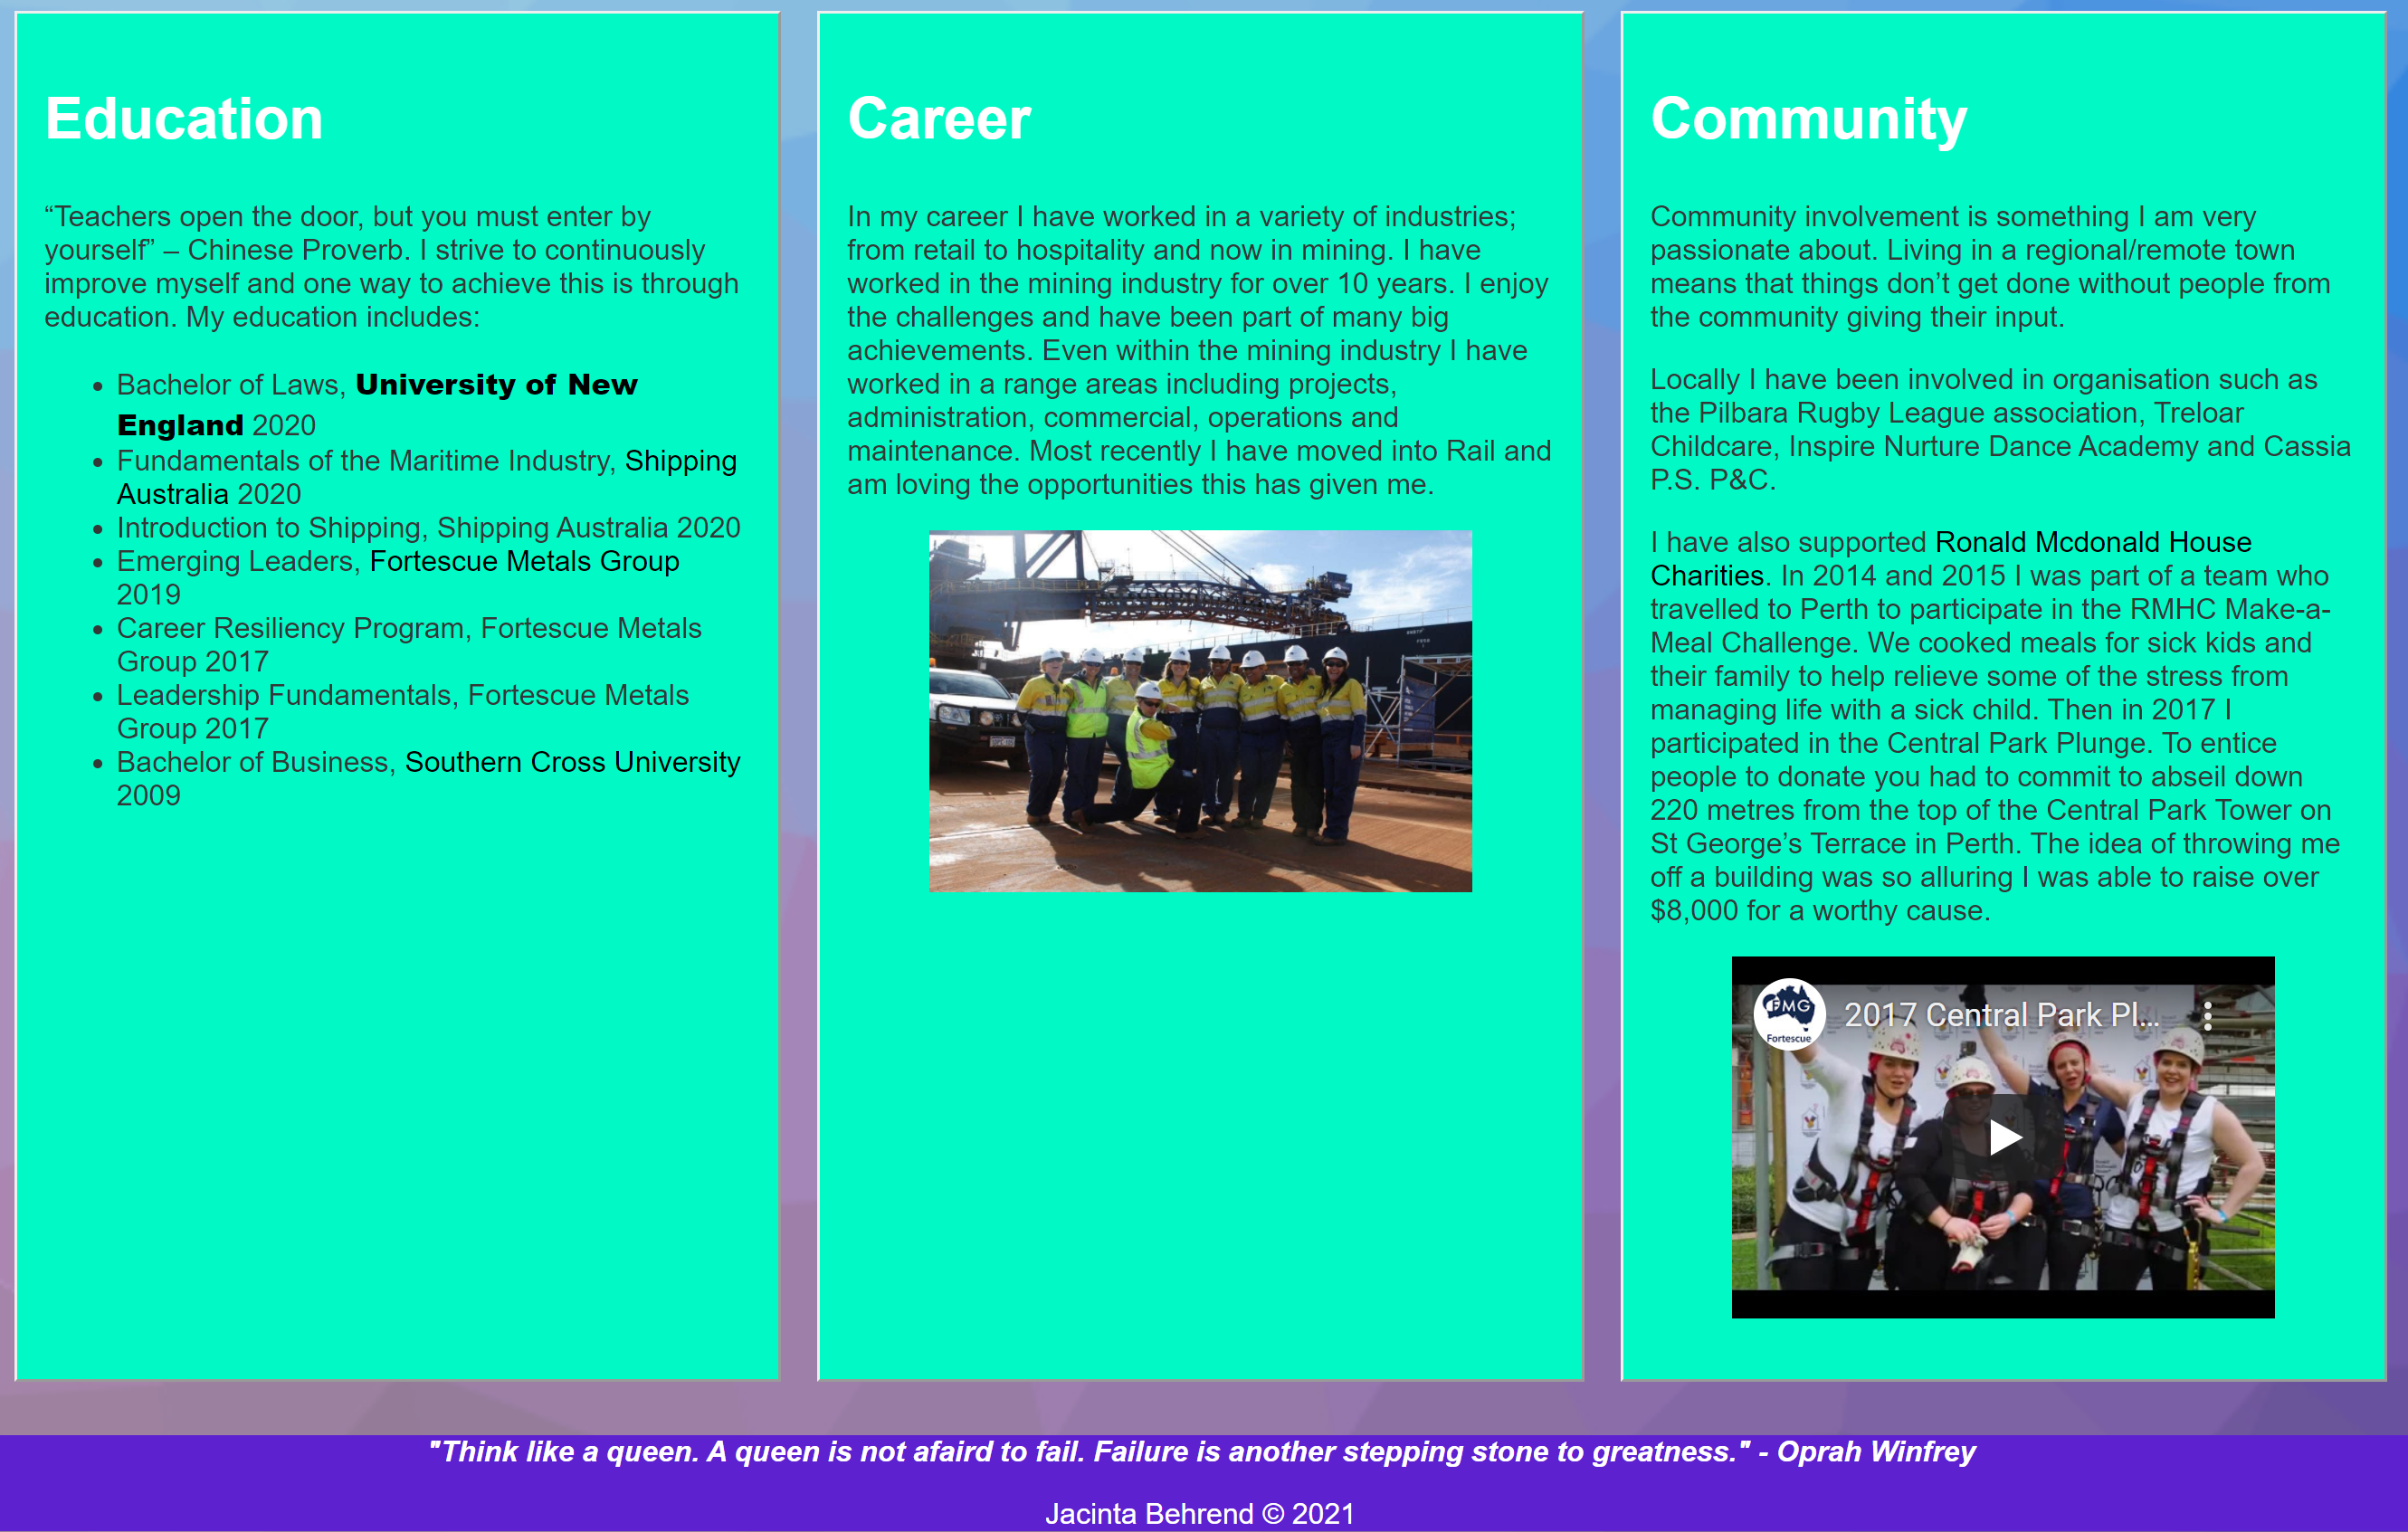 Education
“Teachers open the door, but you must enter by
yourself” – Chinese Proverb. I strive to continuously
improve myself and one way to achieve this is through
education. My education includes:
• Bachelor of Laws, University of New
England 2020
• Fundamentals of the Maritime Industry, Shipping
Australia 2020
• Introduction to Shipping, Shipping Australia 2020
• Emerging Leaders, Fortescue Metals Group
2019
• Career Resiliency Program, Fortescue Metals
Group 2017
• Leadership Fundamentals, Fortescue Metals
Group 2017
• Bachelor of Business, Southern Cross University
2009
Career
In my career I have worked in a variety of industries;
from retail to hospitality and now in mining. I have
worked in the mining industry for over 10 years. I enjoy
the challenges and have been part of many big
achievements. Even within the mining industry I have
worked in a range areas including projects,
administration, commercial, operations and
maintenance. Most recently I have moved into Rail and
am loving the opportunities this has given me.
Community
Community involvement is something I am very
passionate about. Living in a regional/remote town
means that things don’t get done without people from
the community giving their input.
Locally I have been involved in organisation such as
the Pilbara Rugby League association, Treloar
Childcare, Inspire Nurture Dance Academy and Cassia
P.S. P&C.
I have also supported Ronald Mcdonald House
Charities. In 2014 and 2015 I was part of a team who
travelled to Perth to participate in the RMHC Make-a-
Meal Challenge. We cooked meals for sick kids and
their family to help relieve some of the stress from
managing life with a sick child. Then in 2017 I
participated in the Central Park Plunge. To entice
people to donate you had to commit to abseil down
220 metres from the top of the Central Park Tower on
St George’s Terrace in Perth. The idea of throwing me
off a building was so alluring I was able to raise over
$8,000 for a worthy cause.
FMG
Fortescue
2017 Central Park Pl...
"Think like a queen. A queen is not afaird to fail. Failure is another stepping stone to greatness." - Oprah Winfrey
Jacinta Behrend © 2021